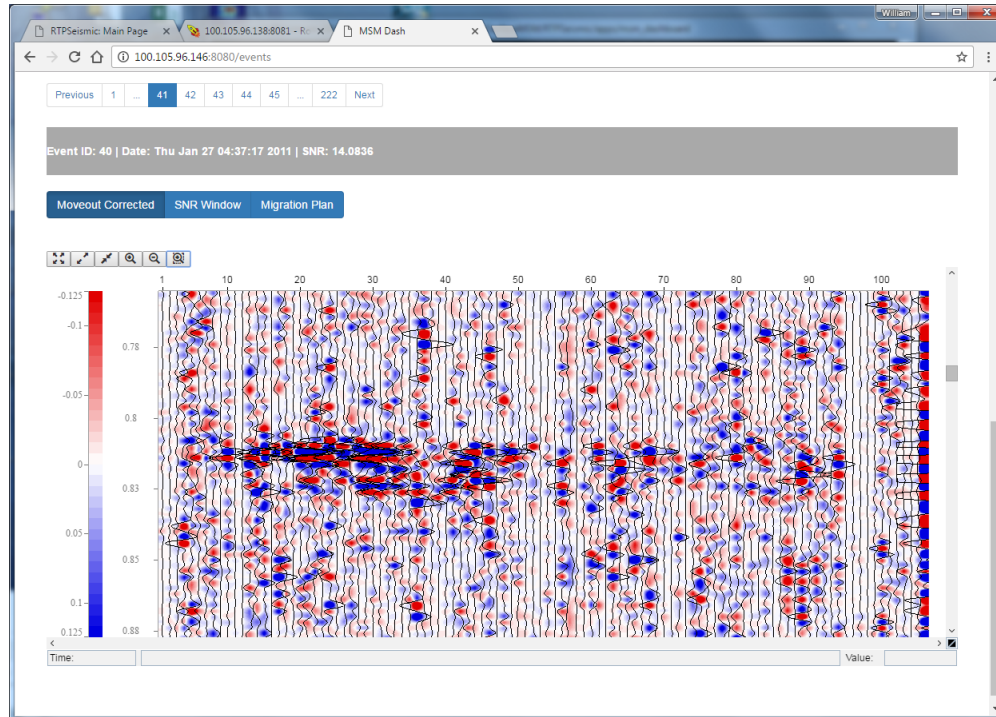 William
RTPSeismic: Main Page
100.105.96.138:8081 - Ro
MSM Dash
100.105.96.146:8080/events
Previous 1 ... 41 42 43 44 45 ... 222 Next
Event ID: 40 | Date: Thu Jan 27 04:37:17 2011 | SNR: 14.0836
Moveout Corrected SNR Window Migration Plan
1 10 20 30 40 50 60 70 80 90 100
-0.125
-0.1
-0.05
0
0.05
0.1
0.125
0.78
0.8
0.83
0.85
0.88
Time: Value: